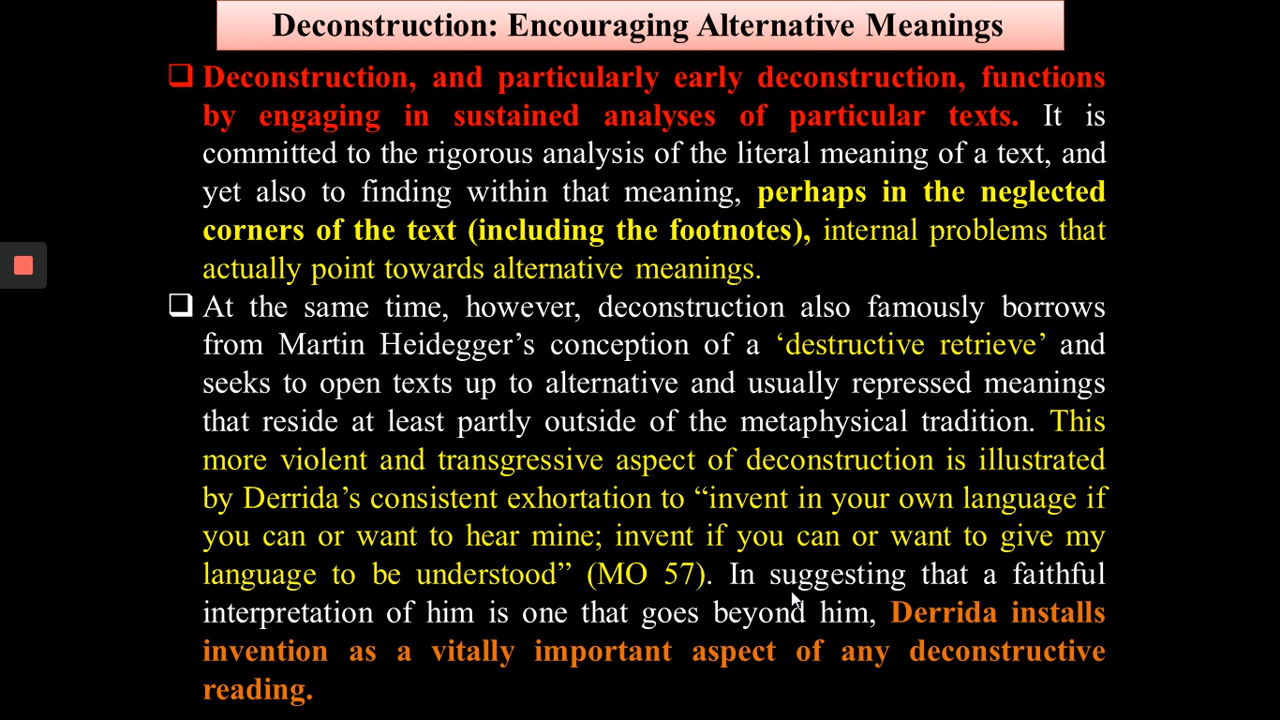 Deconstruction: Encouraging Alternative Meanings
Deconstruction, and particularly early deconstruction, functions
by engaging in sustained analyses of particular texts. It is
committed to the rigorous analysis of the literal meaning of a text, and
yet also to finding within that meaning, perhaps in the neglected
corners of the text (including the footnotes), internal problems that
actually point towards alternative meanings.
At the same time, however, deconstruction also famously borrows
from Martin Heidegger’s conception of a ‘destructive retrieve’ and
seeks to open texts up to alternative and usually repressed meanings
that reside at least partly outside of the metaphysical tradition. This
more violent and transgressive aspect of deconstruction is illustrated
by Derrida’s consistent exhortation to “invent in your own language if
you can or want to hear mine; invent if you can or want to give my
language to be understood” (MO 57). In suggesting that a faithful
interpretation of him is one that goes beyond him, Derrida installs
invention as a vitally important aspect of any deconstructive
reading.